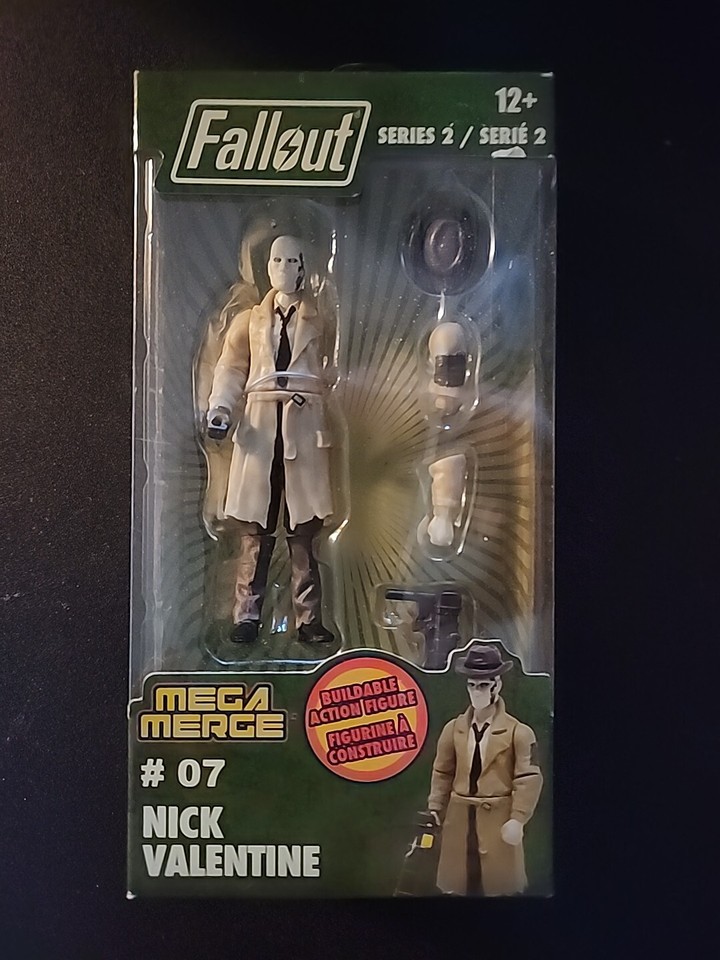 12+
Fallout
SERIES 2 / SERIÉ 2
MEGA
MERGE
BUILDABLE
ACTION FIGURE
FIGURINE À
CONSTRUIRE
# 07
NICK
VALENTINE